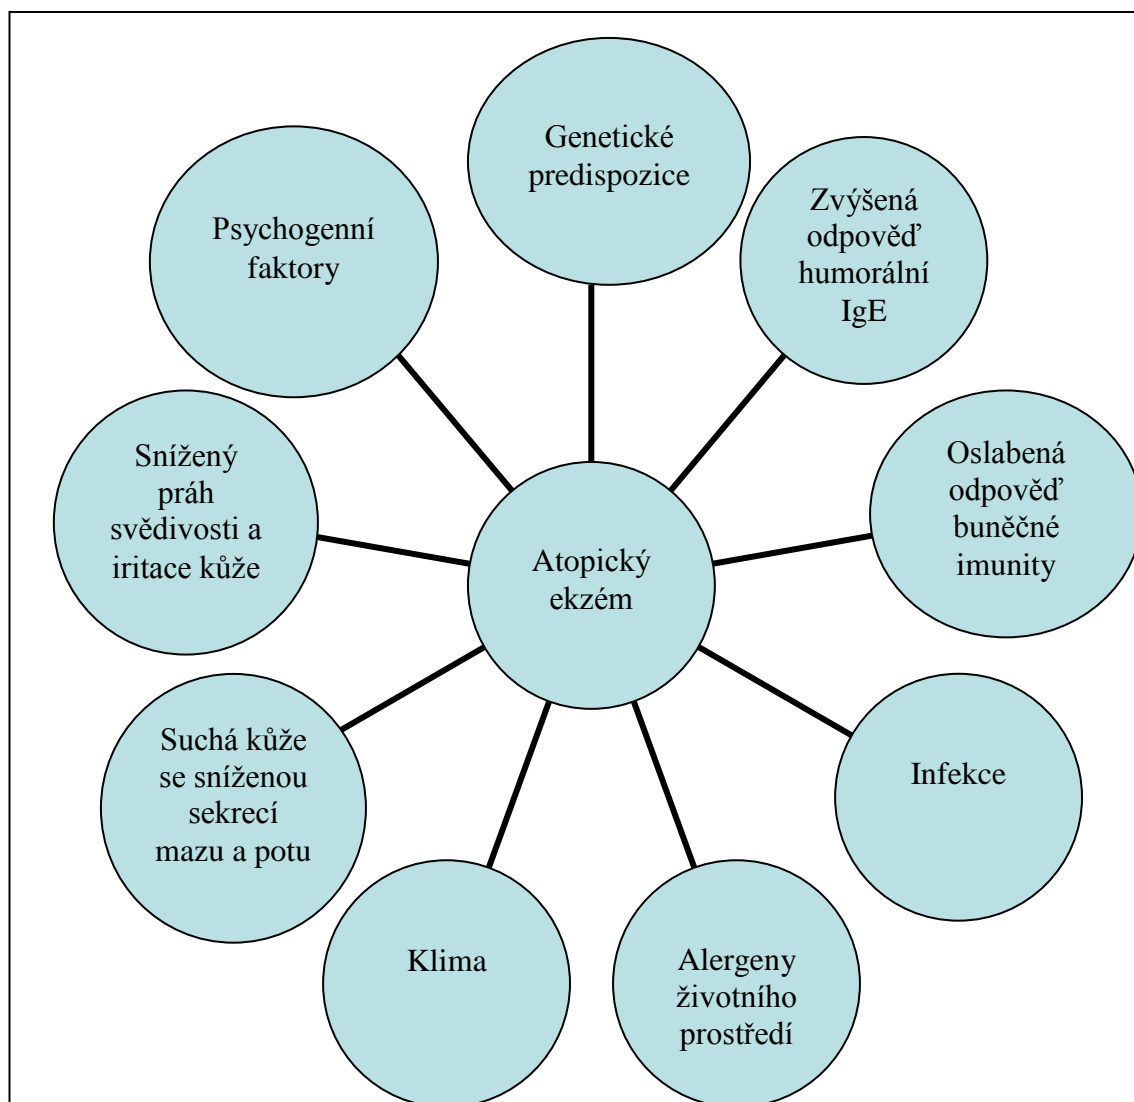 Genetické
predispozice
Zvýšená
odpověď
humorální
IgE
Oslabená
odpověď
buněčné
imunity
Infekce
Alergeny
životního
prostředí
Klima
Suchá kůže
se sníženou
sekrecí
mazu a potu
Snížený
práh
svědivosti a
iritace kůže
Psychogenní
faktory
Atopický
ekzém